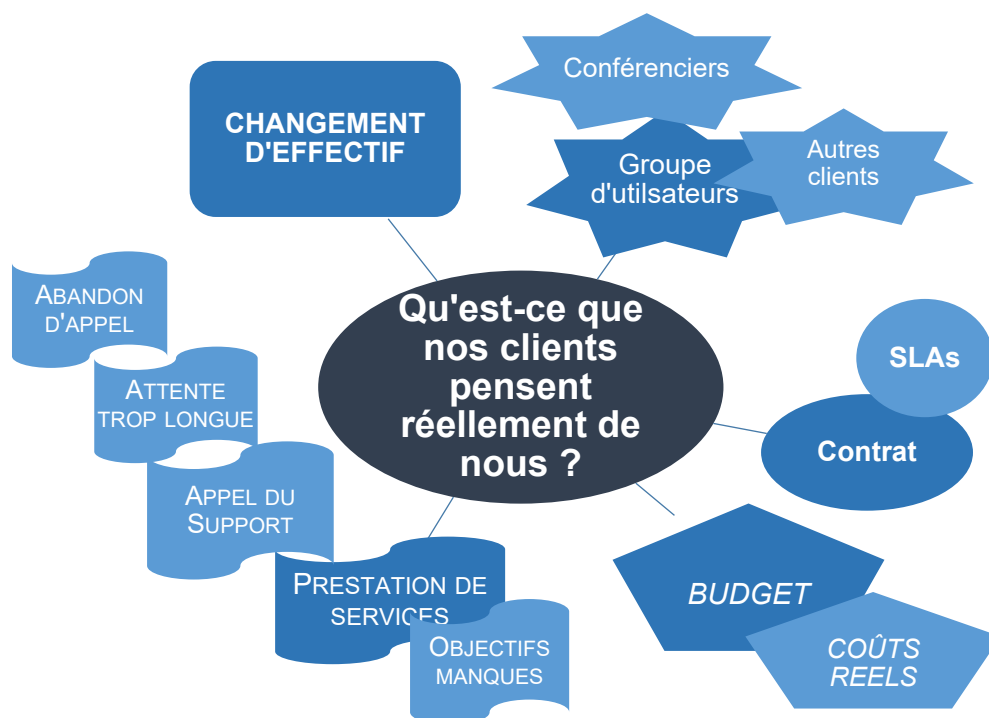 Conférenciers
CHANGEMENT
D'EFFECTIF
Groupe
d'utilsateurs
Autres
clients
Qu'est-ce que
nos clients
pensent
réellement de
nous ?
ABANDON
D'APPEL
ATTENTE
TROP LONGUE
APPEL DU
SUPPORT
PRESTATION DE
SERVICES
OBJECTIFS
MANQUES
SLAs
Contrat
BUDGET
COÛTS
REELS